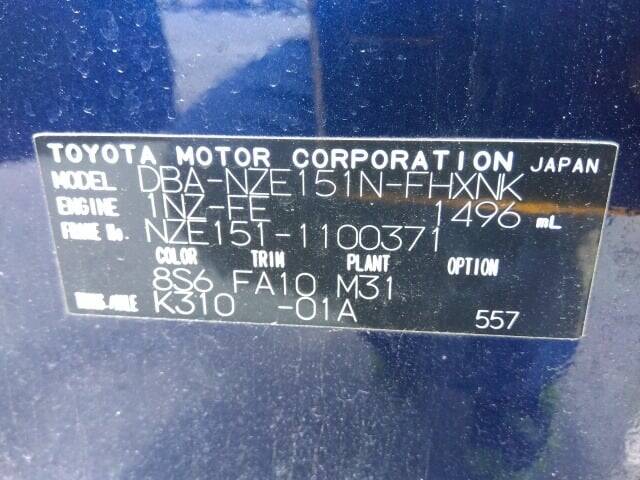 TOYOTA MOTOR CORPORATION JAPAN
MODEL DBA-NZE151N-FHXNK
ENGINE 1NZ-FE 1496 mL
FRAME No. NZE151-1100371
COLOR TRIM PLANT OPTION
8S6 FA10 M31
TRANS-AXLE K310 -01A 557